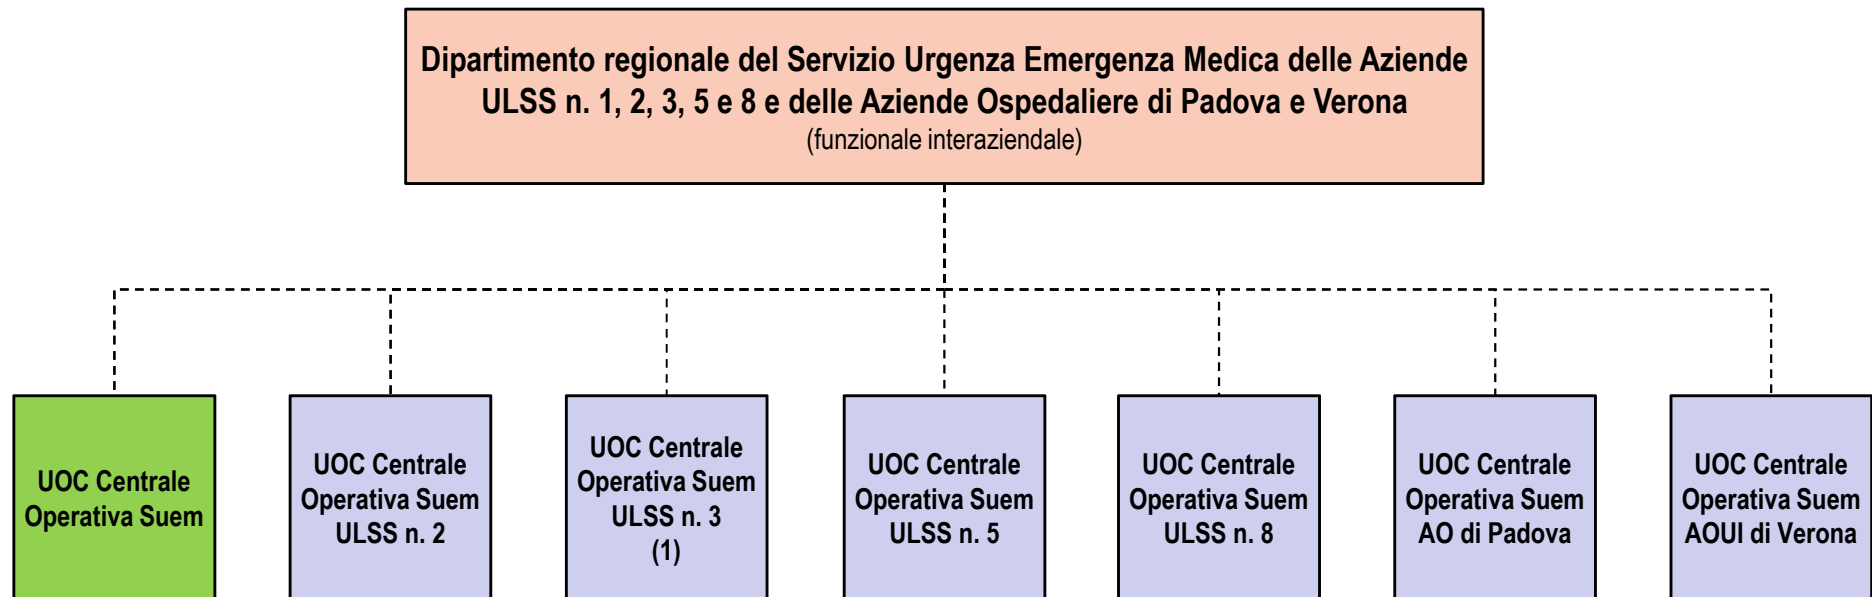 Dipartimento regionale del Servizio Urgenza Emergenza Medica delle Aziende
ULSS n. 1, 2, 3, 5 e 8 e delle Aziende Ospedaliere di Padova e Verona
(funzionale interaziendale)
UOC Centrale
Operativa Suem
UOC Centrale
Operativa Suem
ULSS n. 2
UOC Centrale
Operativa Suem
ULSS n. 3
(1)
UOC Centrale
Operativa Suem
ULSS n. 5
UOC Centrale
Operativa Suem
ULSS n. 8
UOC Centrale
Operativa Suem
AO di Padova
UOC Centrale
Operativa Suem
AOUI di Verona